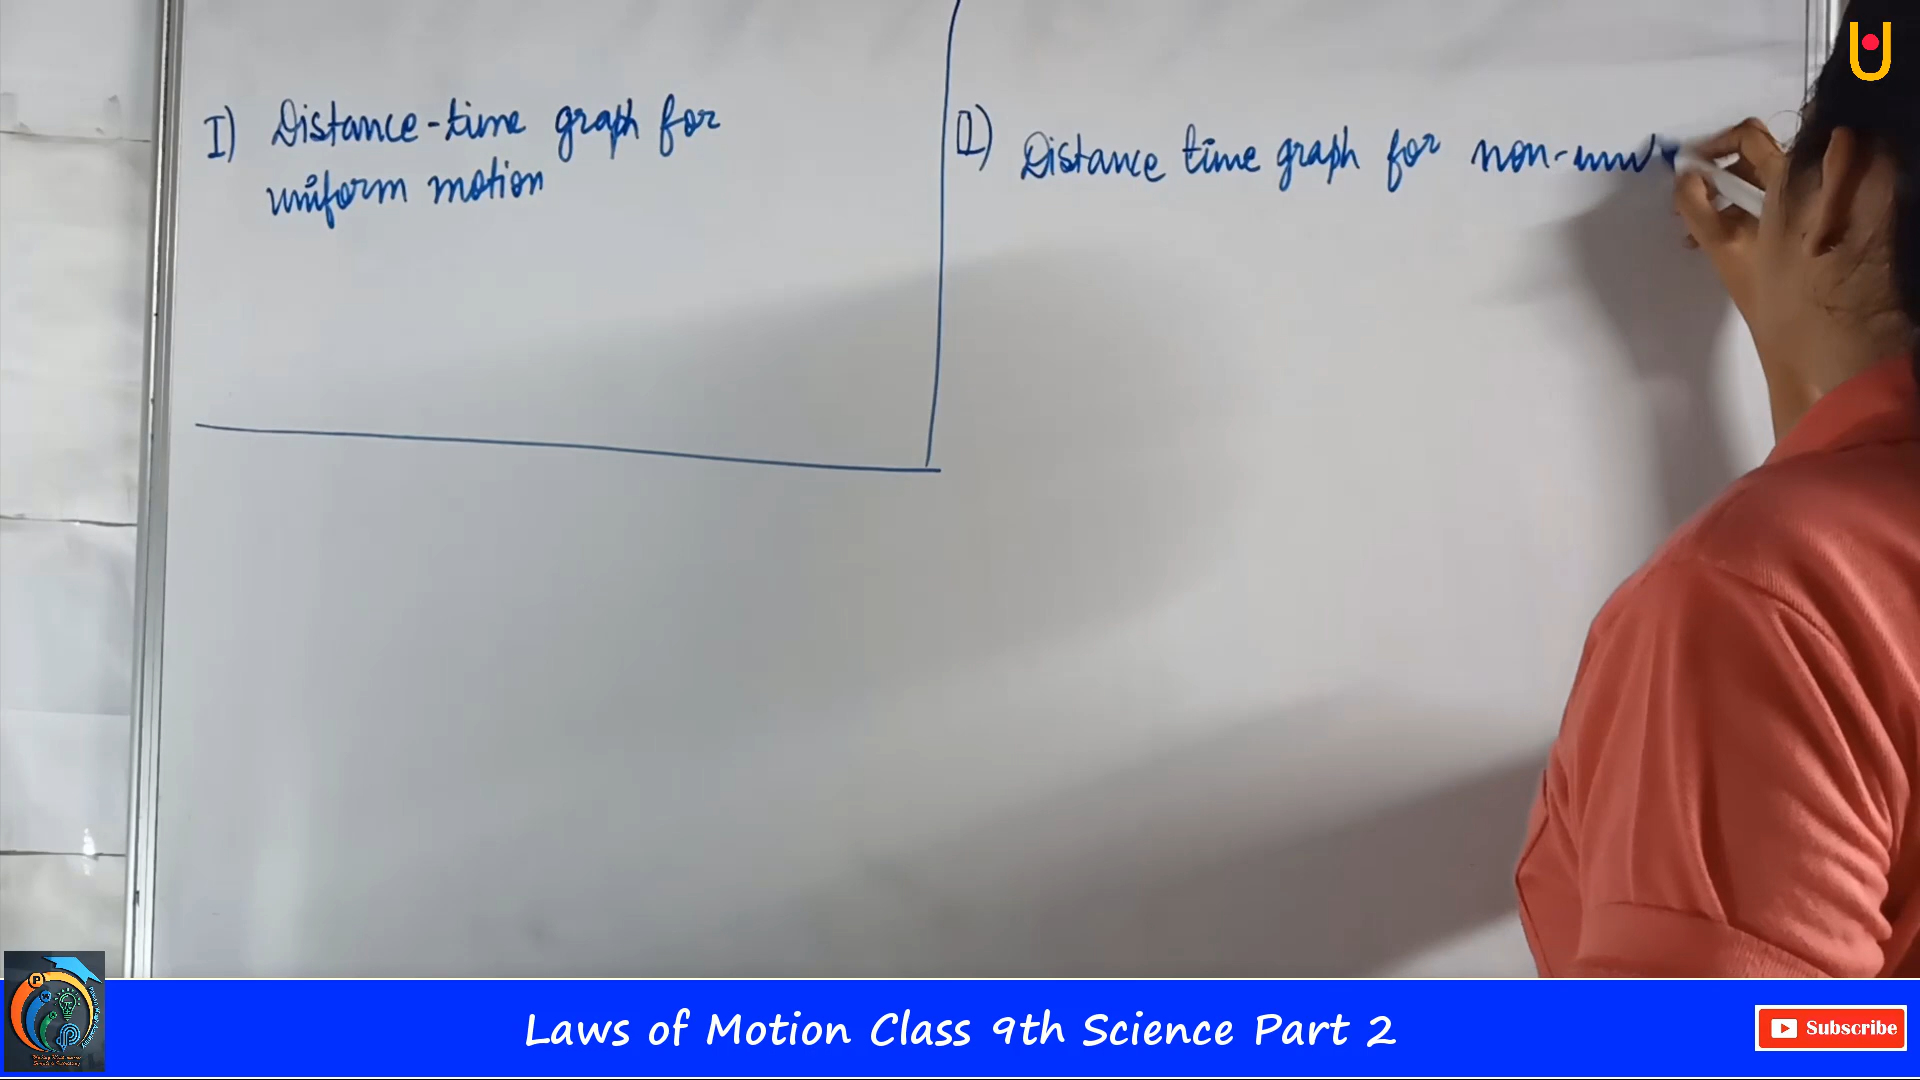 I) Distance-time graph for
uniform motion
II) Distance time graph for non-uni
Laws of Motion Class 9th Science Part 2
Subscribe